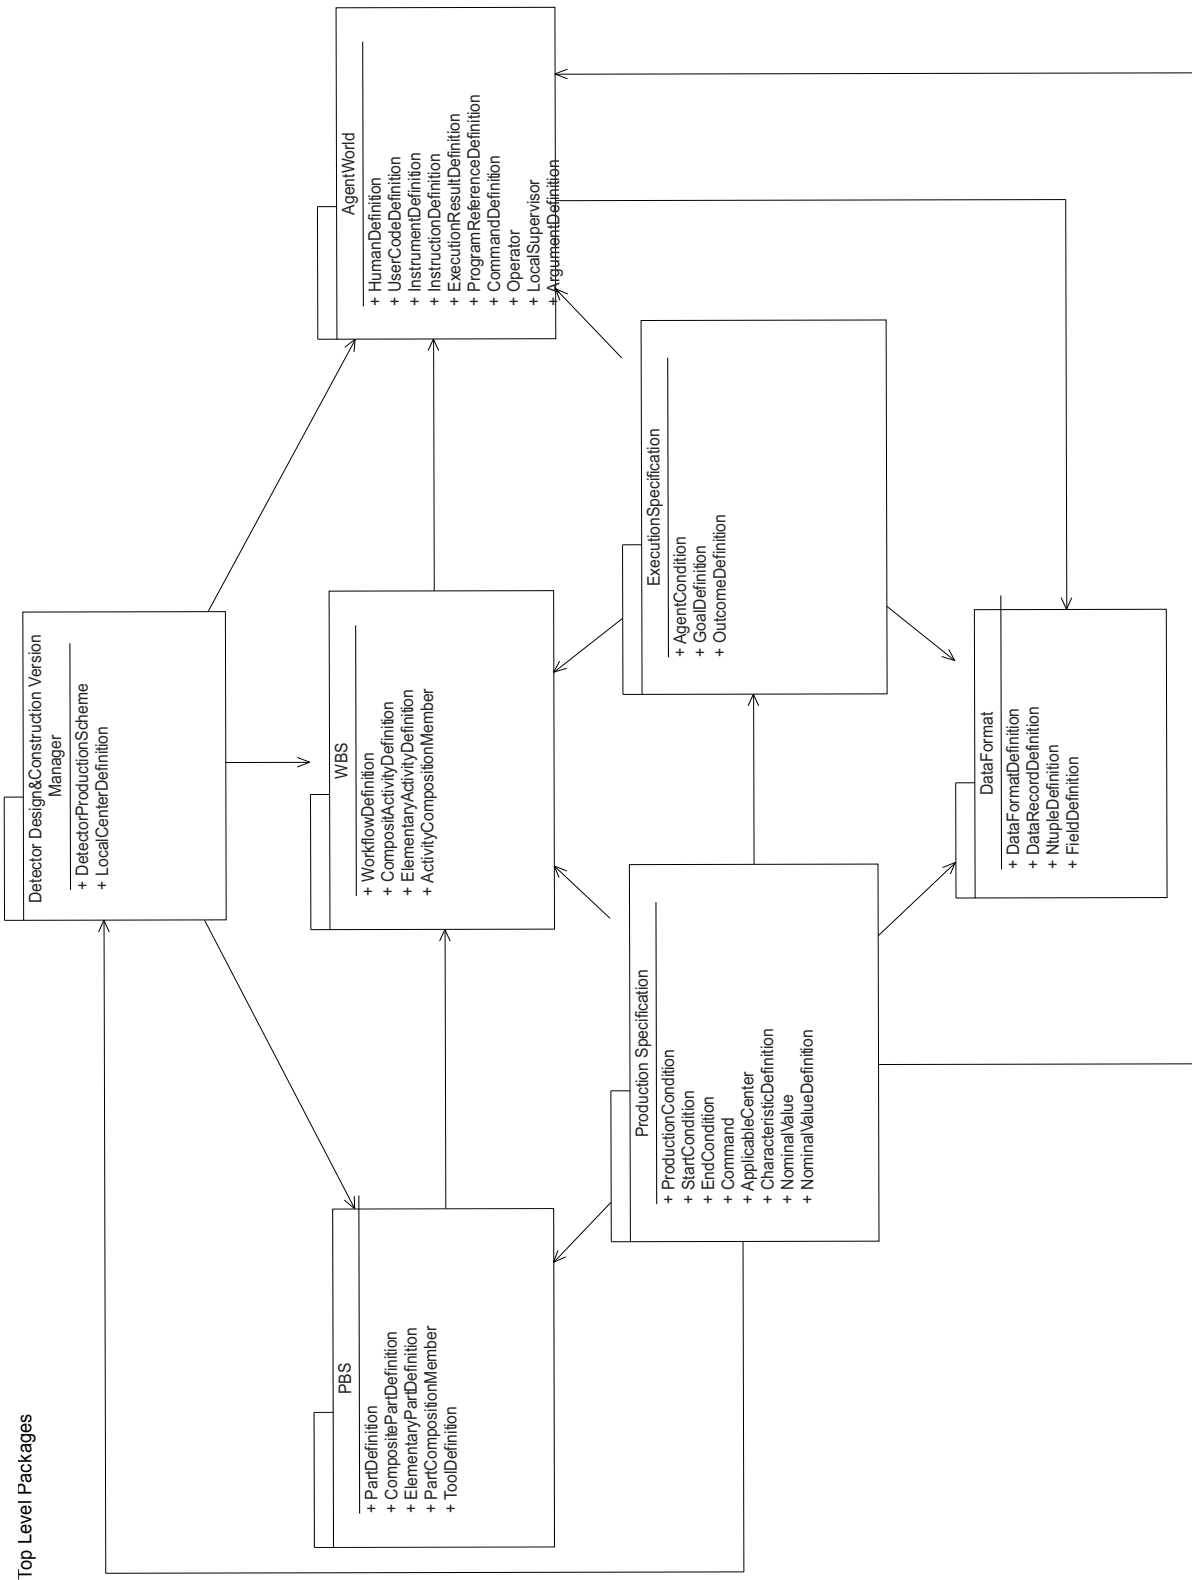 Top Level Packages
Detector Design&Construction Version
Manager
+ DetectorProductionScheme
+ LocalCenterDefinition
PBS
+ PartDefinition
+ CompositePartDefinition
+ ElementaryPartDefinition
+ PartCompositionMember
+ ToolDefinition
WBS
+ WorkflowDefinition
+ CompositActivityDefinition
+ ElementaryActivityDefinition
+ ActivityCompositionMember
AgentWorld
+ HumanDefinition
+ UserCodeDefinition
+ InstrumentDefinition
+ InstructionDefinition
+ ExecutionResultDefinition
+ ProgramReferenceDefinition
+ CommandDefinition
+ Operator
+ LocalSupervisor
+ ArgumentDefinition
Production Specification
+ ProductionCondition
+ StartCondition
+ EndCondition
+ Command
+ ApplicableCenter
+ CharacteristicDefinition
+ NominalValue
+ NominalValueDefinition
ExecutionSpecification
+ AgentCondition
+ GoalDefinition
+ OutcomeDefinition
DataFormat
+ DataFormatDefinition
+ DataRecordDefinition
+ NtupleDefinition
+ FieldDefinition